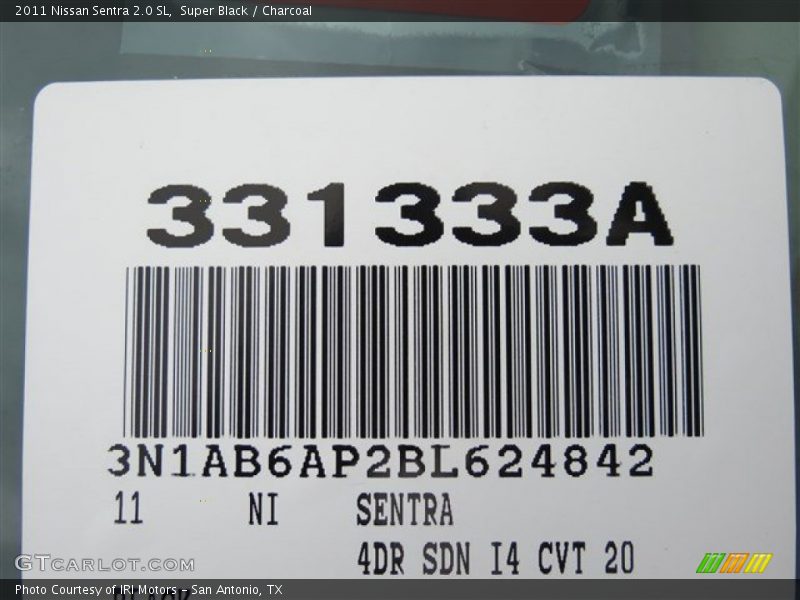 2011 Nissan Sentra 2.0 SL,  Super Black / Charcoal
331333A
3N1AB6AP2BL624842
11 NI SENTRA
4DR SDN I4 CVT 20
GTCARLOT.COM
Photo Courtesy of IRI Motors - San Antonio, TX